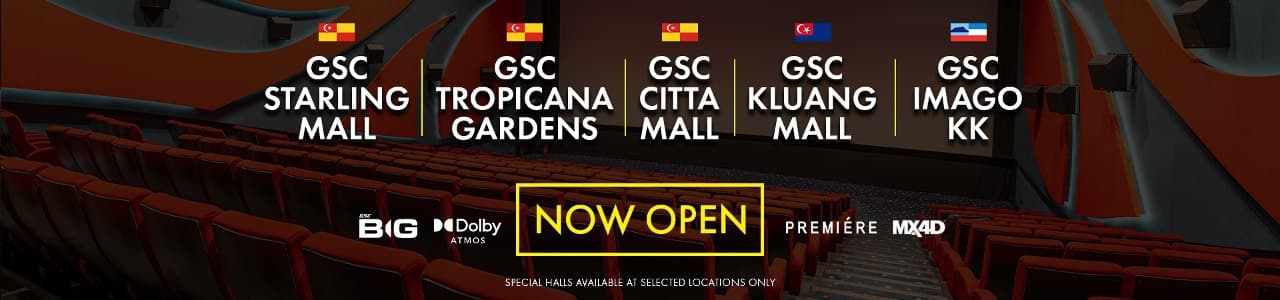 GSC
STARLING
MALL
GSC
TROPICANA
GARDENS
GSC
CITTA
MALL
GSC
KLUANG
MALL
GSC
IMAGO
KK
GSC
BIG
Dolby
ATMOS
NOW OPEN
PREMIÉRE
MX4D
SPECIAL HALLS AVAILABLE AT SELECTED LOCATIONS ONLY